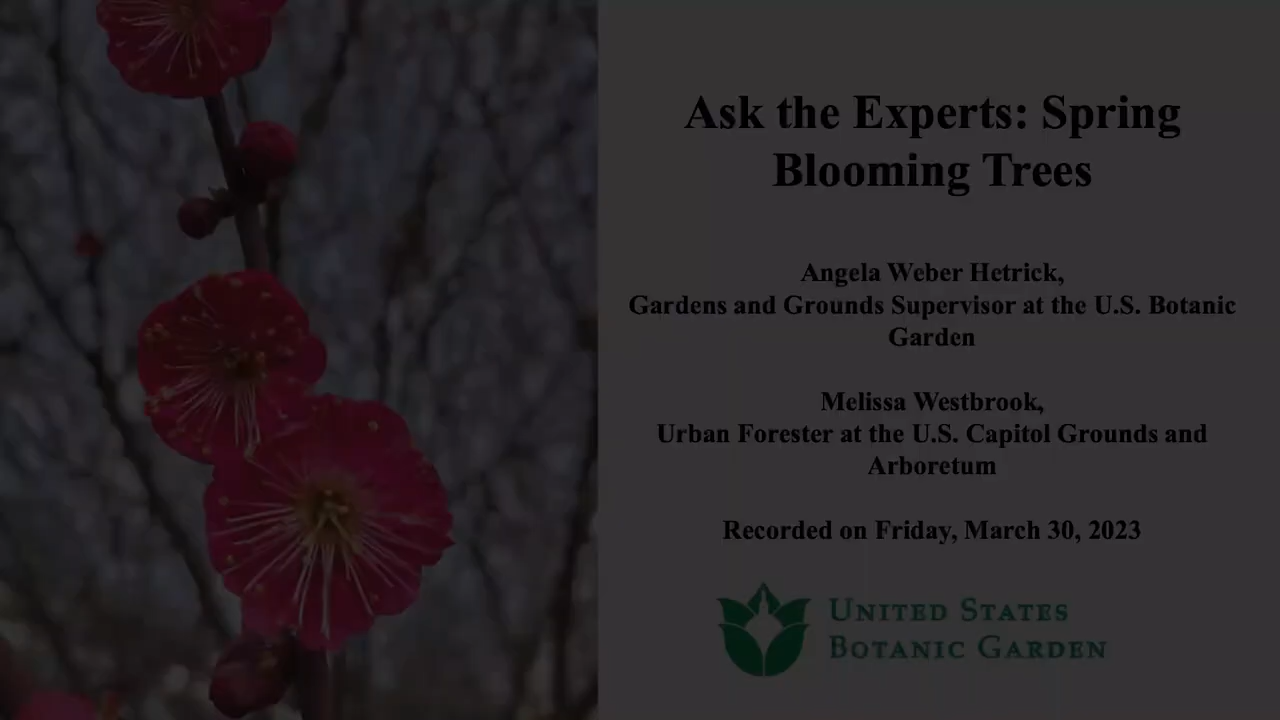 Ask the Experts: Spring
Blooming Trees
Angela Weber Hetrick,
Gardens and Grounds Supervisor at the U.S. Botanic
Garden
Melissa Westbrook,
Urban Forester at the U.S. Capitol Grounds and
Arboretum
Recorded on Friday, March 30, 2023
UNITED STATES
BOTANIC GARDEN